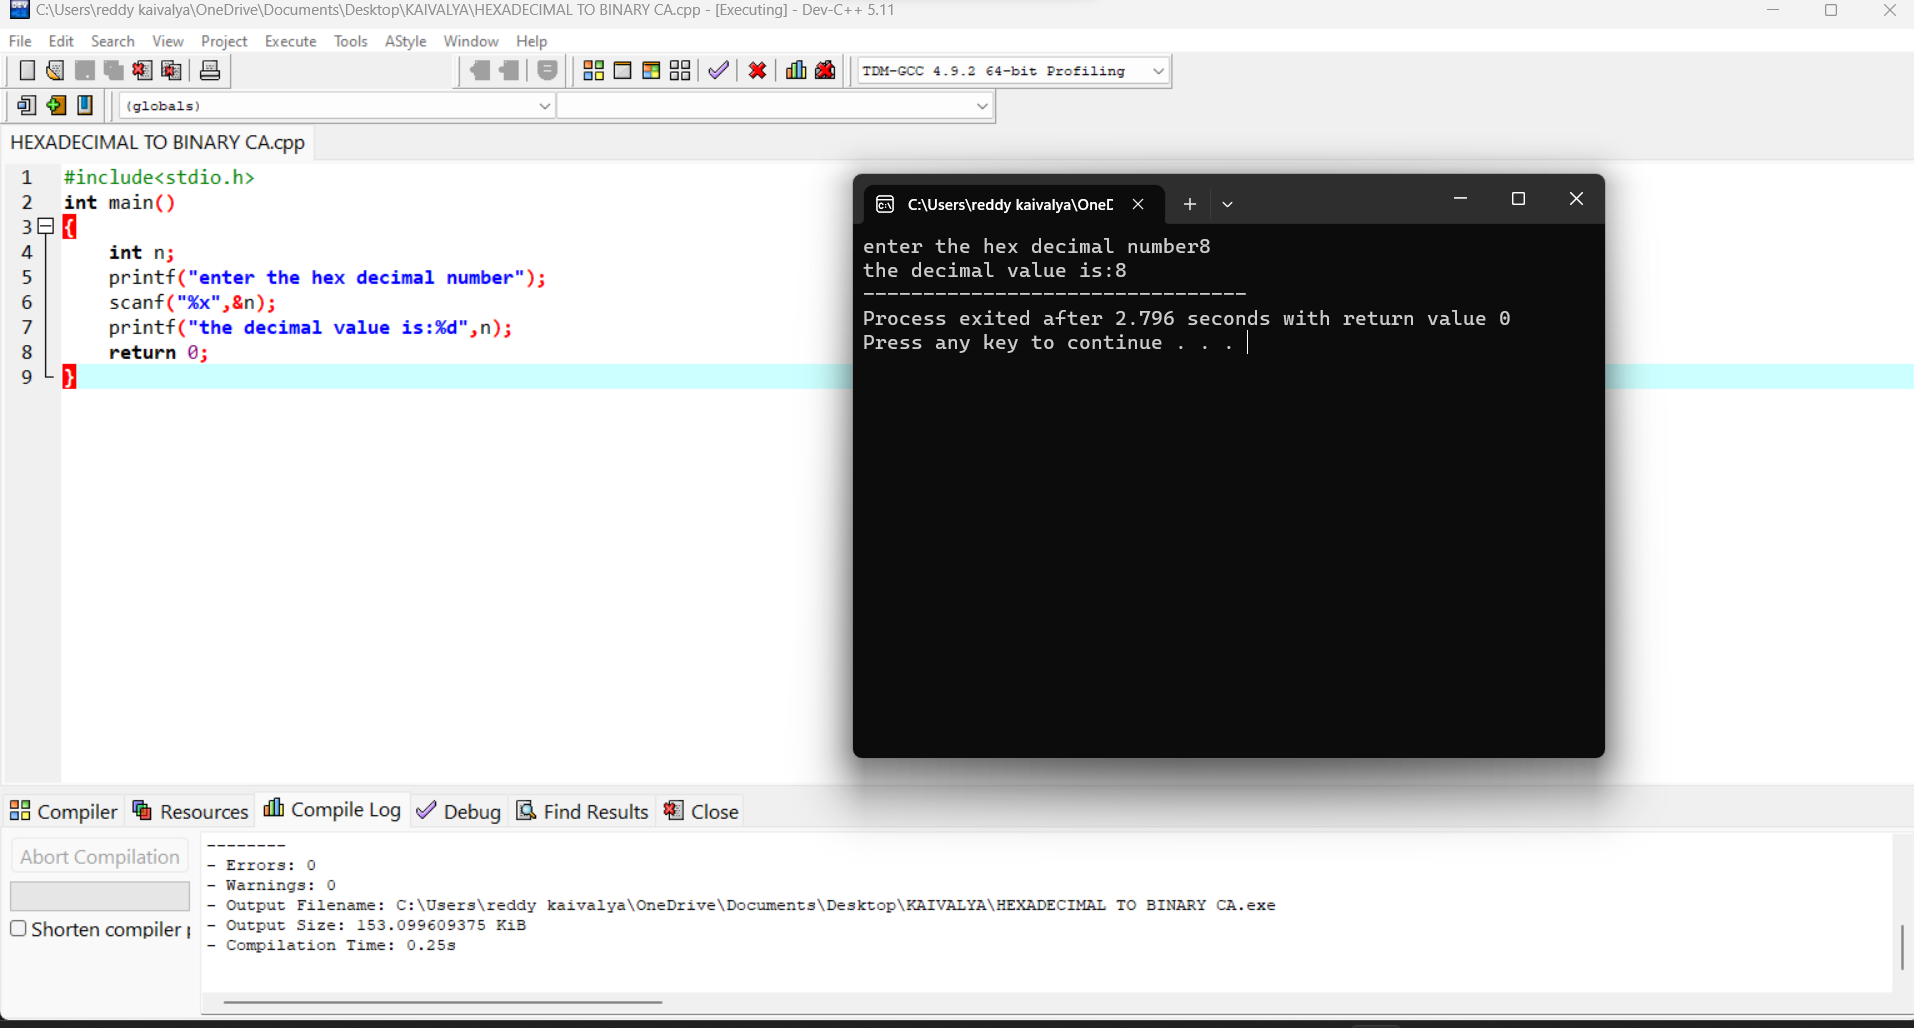 C:\Users\reddy kaivalya\OneDrive\Documents\Desktop\KAIVALYA\HEXADECIMAL TO BINARY CA.cpp - [Executing] - Dev-C++ 5.11
File Edit Search View Project Execute Tools AStyle Window Help
TDM-GCC 4.9.2 64-bit Profiling
(globals)
HEXADECIMAL TO BINARY CA.cpp
1 #include<stdio.h>
2 int main()
3 {
4 int n;
5 printf("enter the hex decimal number");
6 scanf("%x",&n);
7 printf("the decimal value is:%d",n);
8 return 0;
9 }
C:\Users\reddy kaivalya\OneD
enter the hex decimal number8
the decimal value is:8
--------------------------------
Process exited after 2.796 seconds with return value 0
Press any key to continue . . .
Compiler Resources Compile Log Debug Find Results Close
Abort Compilation
Shorten compiler p
--------
- Errors: 0
- Warnings: 0
- Output Filename: C:\Users\reddy kaivalya\OneDrive\Documents\Desktop\KAIVALYA\HEXADECIMAL TO BINARY CA.exe
- Output Size: 153.099609375 KiB
- Compilation Time: 0.25s